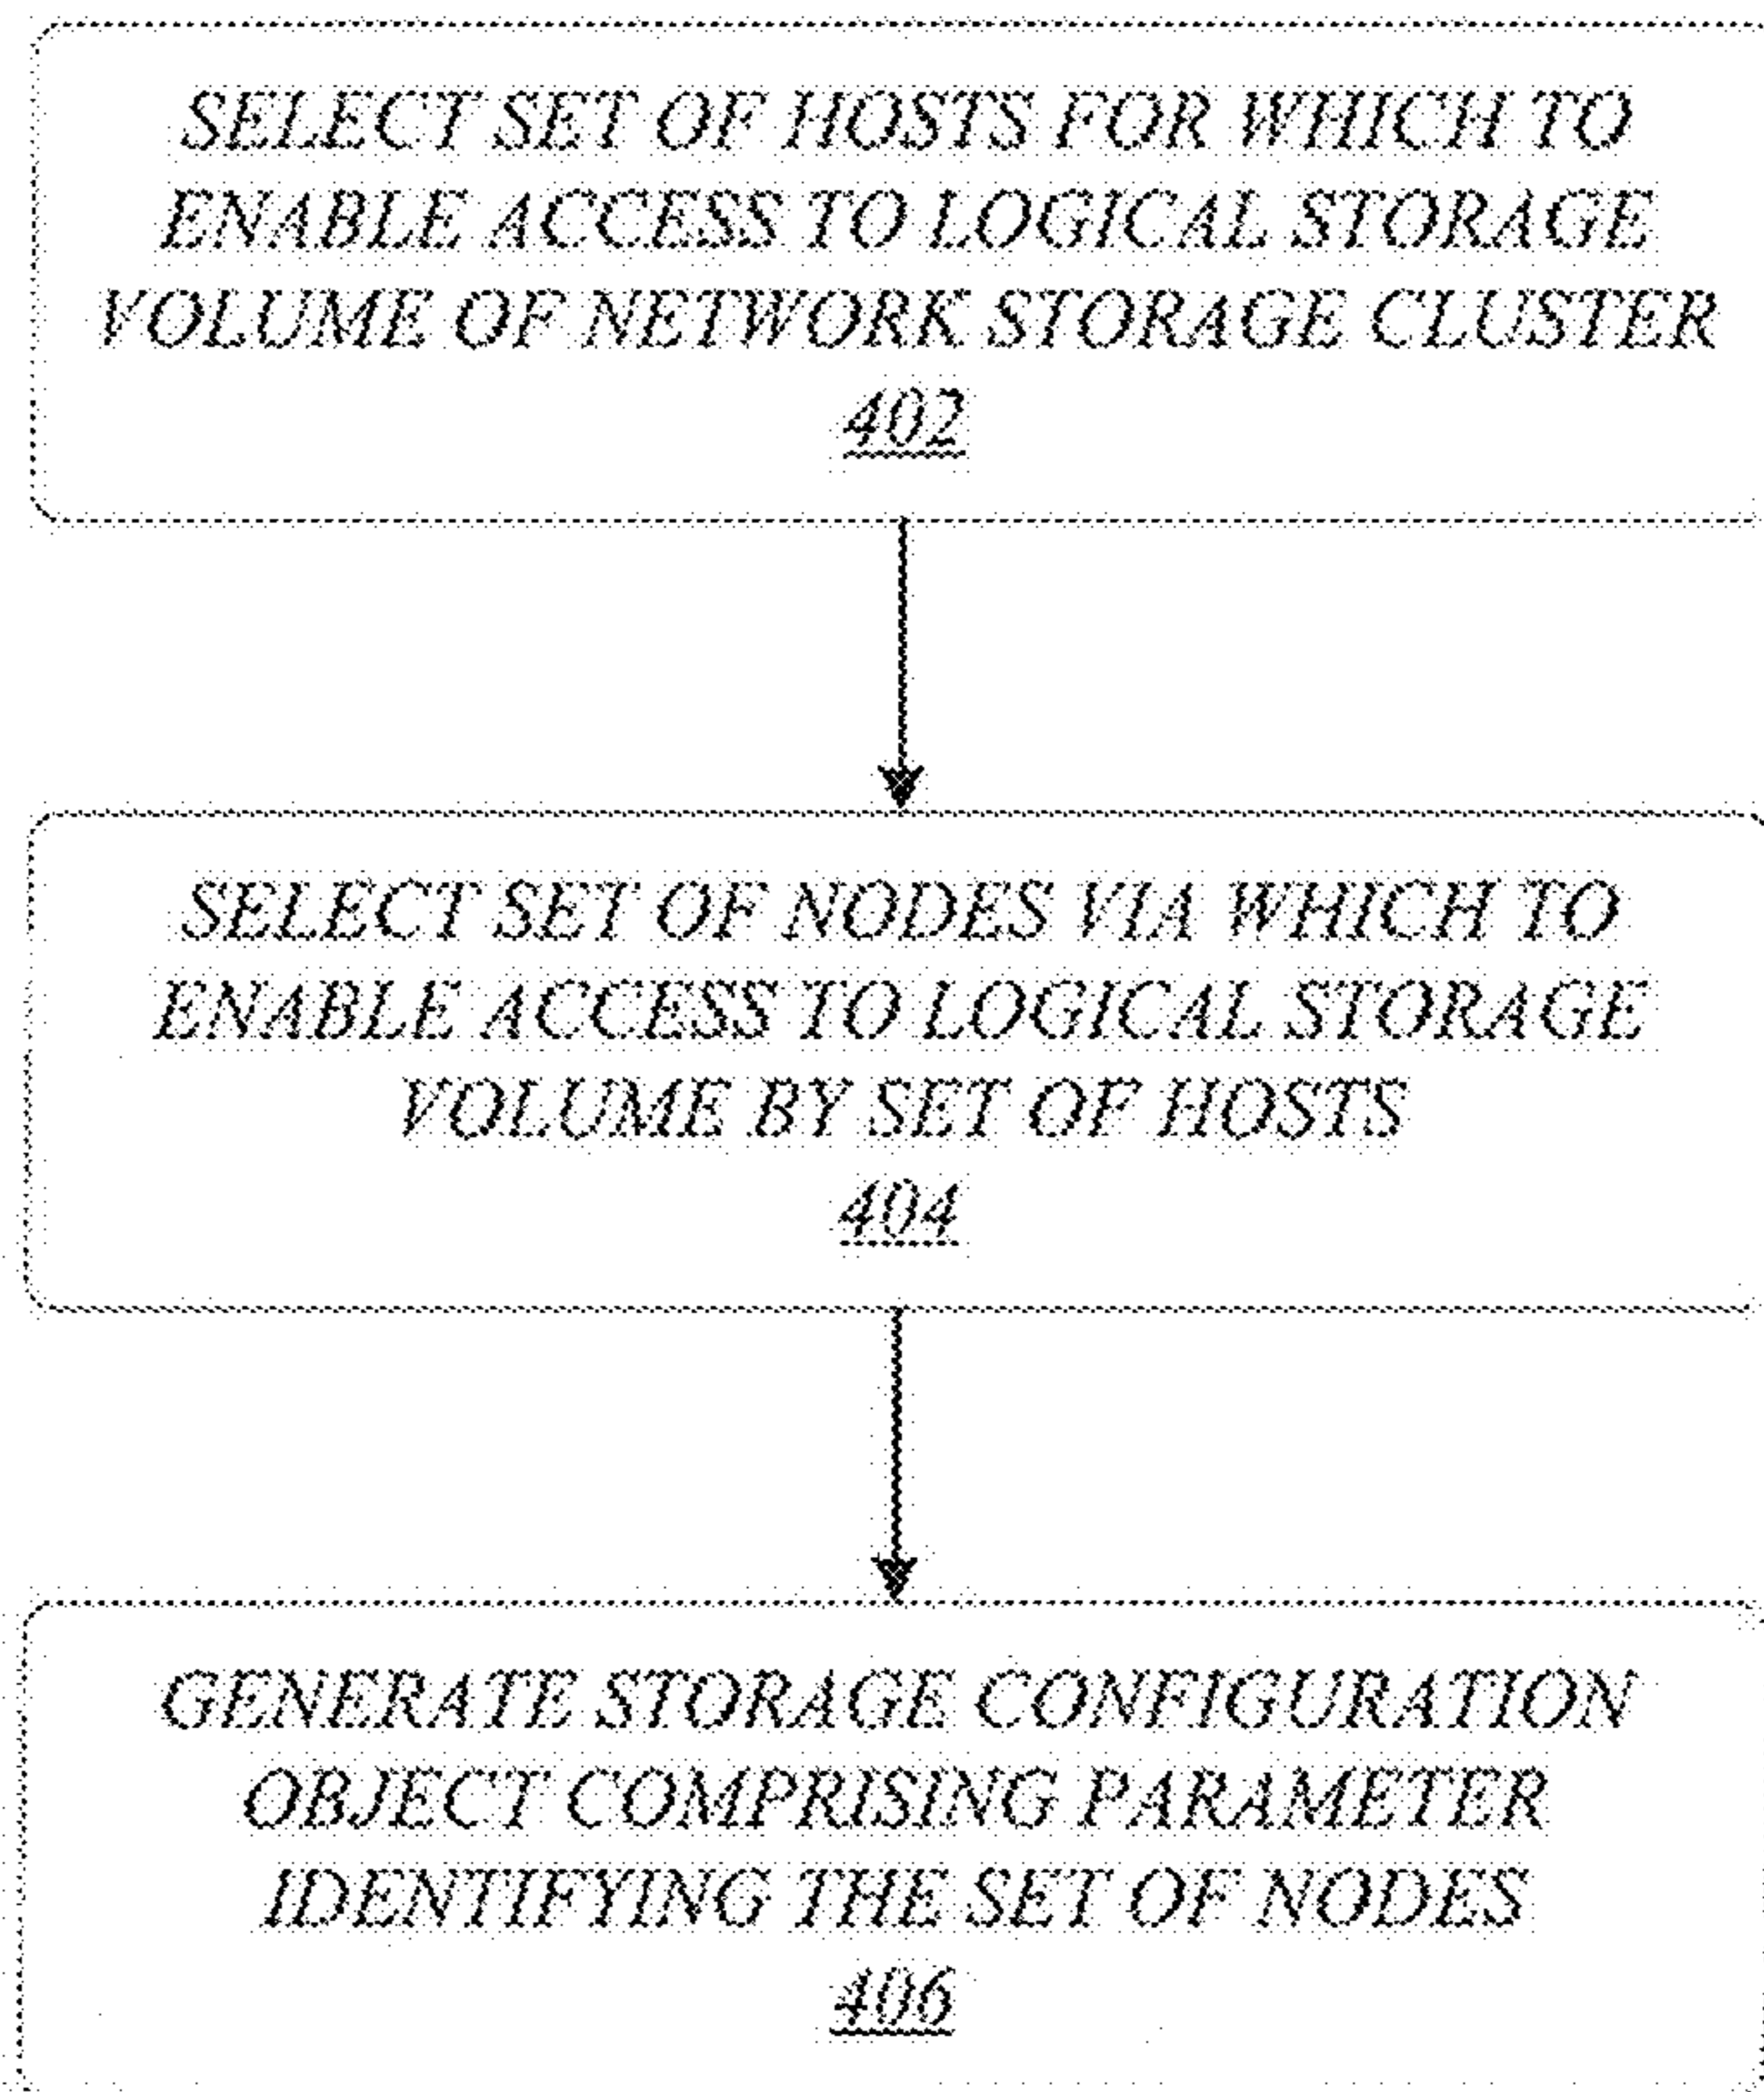 SELECT SET OF HOSTS FOR WHICH TO
ENABLE ACCESS TO LOGICAL STORAGE
VOLUME OF NETWORK STORAGE CLUSTER
402
SELECT SET OF NODES VIA WHICH TO
ENABLE ACCESS TO LOGICAL STORAGE
VOLUME BY SET OF HOSTS
404
GENERATE STORAGE CONFIGURATION
OBJECT COMPRISING PARAMETER
IDENTIFYING THE SET OF NODES
406